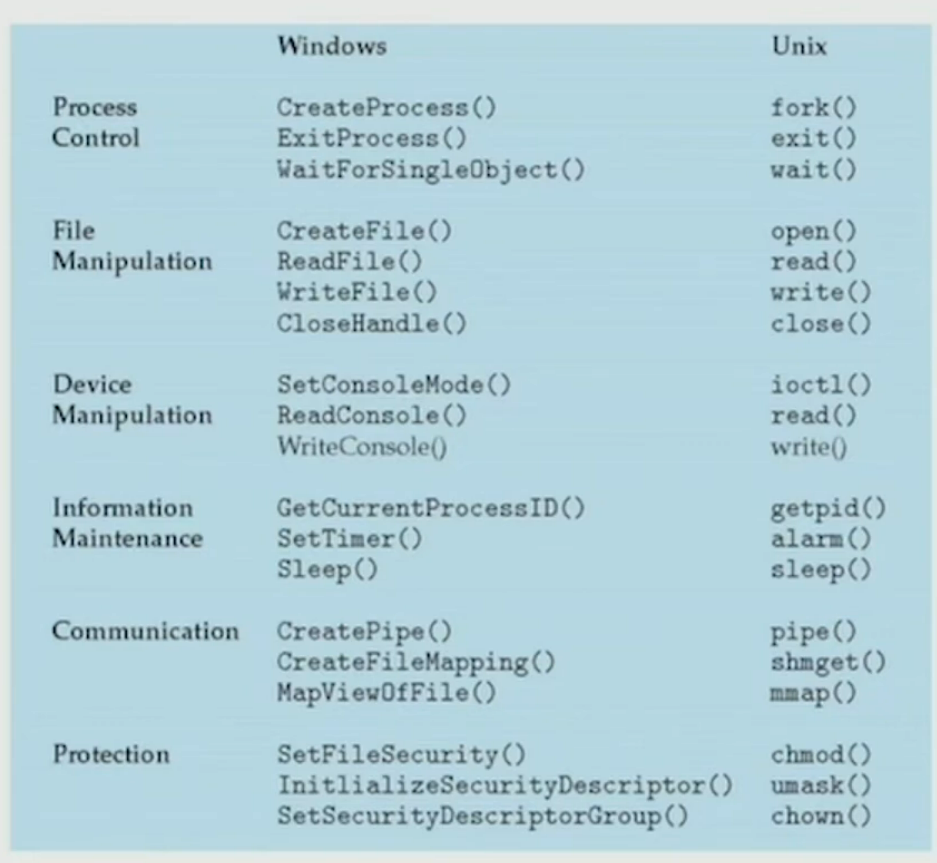 Windows Unix
Process CreateProcess() fork()
Control ExitProcess() exit()
WaitForSingleObject() wait()
File CreateFile() open()
Manipulation ReadFile() read()
WriteFile() write()
CloseHandle() close()
Device SetConsoleMode() ioctl()
Manipulation ReadConsole() read()
WriteConsole() write()
Information GetCurrentProcessID() getpid()
Maintenance SetTimer() alarm()
Sleep() sleep()
Communication CreatePipe() pipe()
CreateFileMapping() shmget()
MapViewOfFile() mmap()
Protection SetFileSecurity() chmod()
InitlializeSecurityDescriptor() umask()
SetSecurityDescriptorGroup() chown()